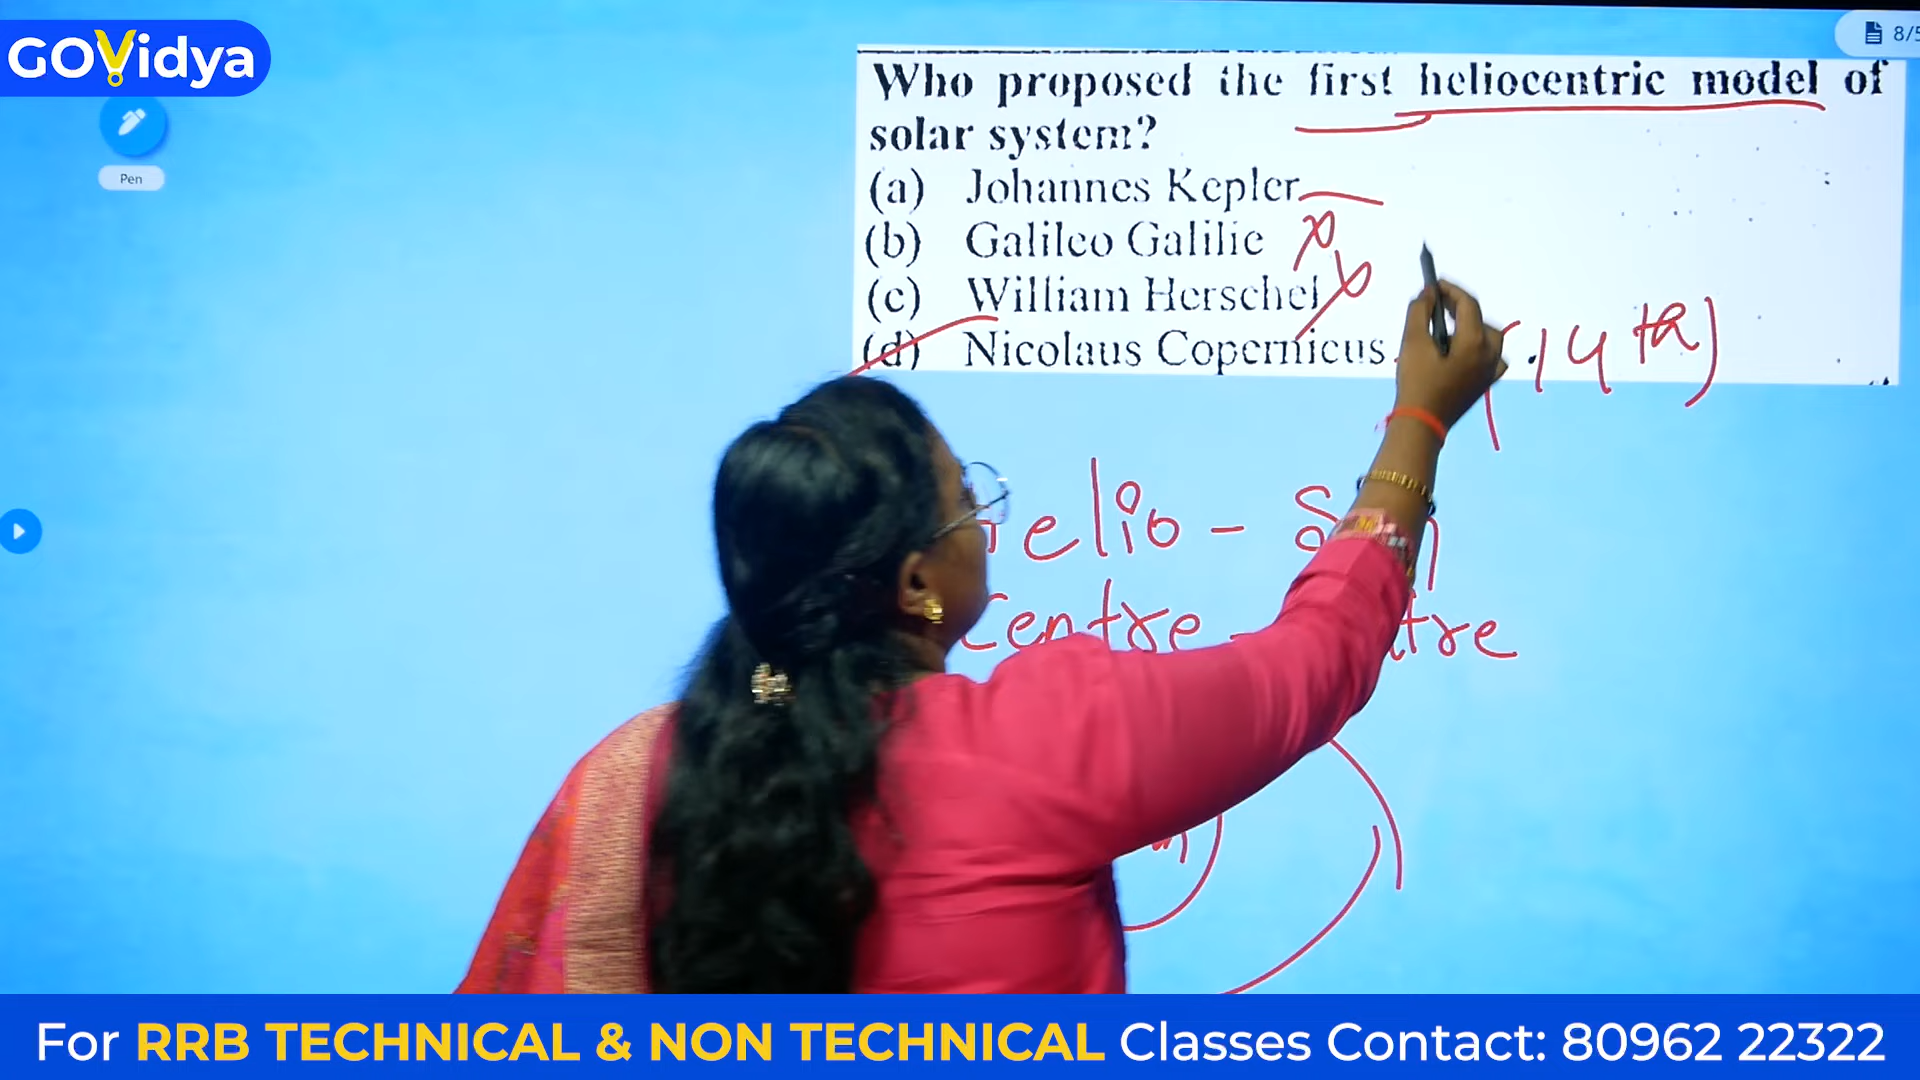 GOVidya
8/5
Pen
Who proposed the first heliocentric model of
solar system?
(a) Johannes Kepler
(b) Galileo Galilie
(c) William Herschel
(d) Nicolaus Copernicus
14
elio -
Centre - tre
For RRB TECHNICAL & NON TECHNICAL Classes Contact: 80962 22322